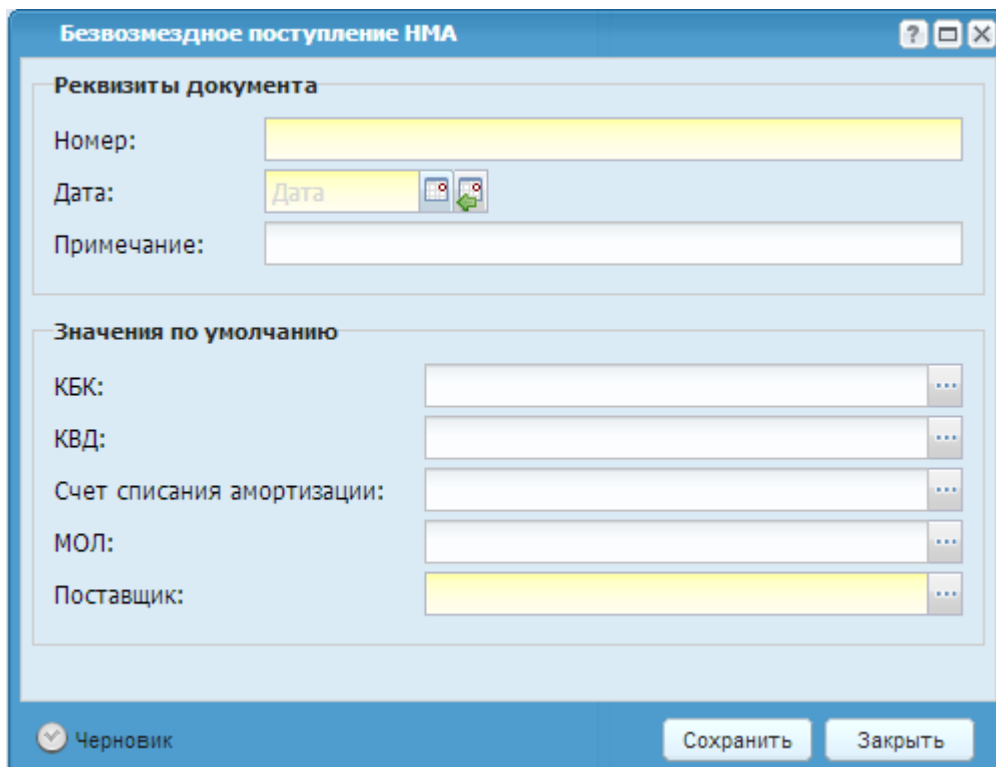 Безвозмездное поступление НМА
Реквизиты документа
Номер:
Дата: Дата
Примечание:
Значения по умолчанию
КБК:
КВД:
Счет списания амортизации:
МОЛ:
Поставщик:
Черновик Сохранить Закрыть